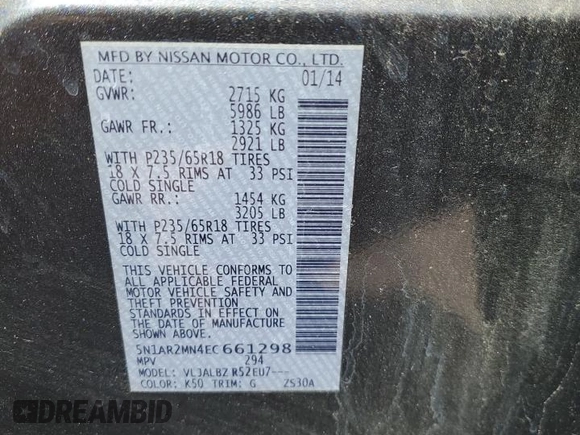 MFD BY NISSAN MOTOR CO., LTD.
DATE: 01/14
GVWR: 2715 KG
5986 LB
GAWR FR.: 1325 KG
2921 LB
WITH P235/65R18 TIRES
18 X 7.5 RIMS AT 33 PSI
COLD SINGLE
GAWR RR.: 1454 KG
3205 LB
WITH P235/65R18 TIRES
18 X 7.5 RIMS AT 33 PSI
COLD SINGLE
THIS VEHICLE CONFORMS TO
ALL APPLICABLE FEDERAL
MOTOR VEHICLE SAFETY AND
THEFT PREVENTION
STANDARDS IN EFFECT ON
THE DATE OF MANUFACTURE
SHOWN ABOVE.
5N1AR2MN4EC661298
MPV 294
MODEL: VLJALBZ R52EU7---
COLOR: K50 TRIM: G 2S30A
DREAMBID